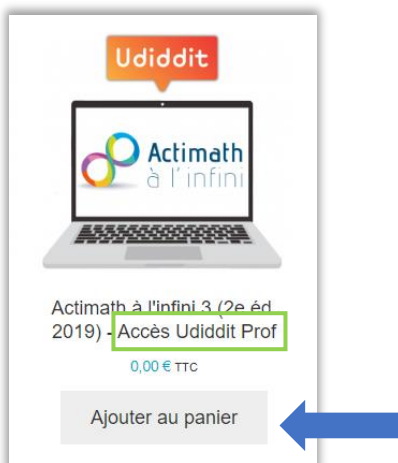 Udiddit
Actimath
à l'infini
Actimath à l'infini 3 (2e éd.
2019) - Accès Udiddit Prof
0,00 € TTC
Ajouter au panier